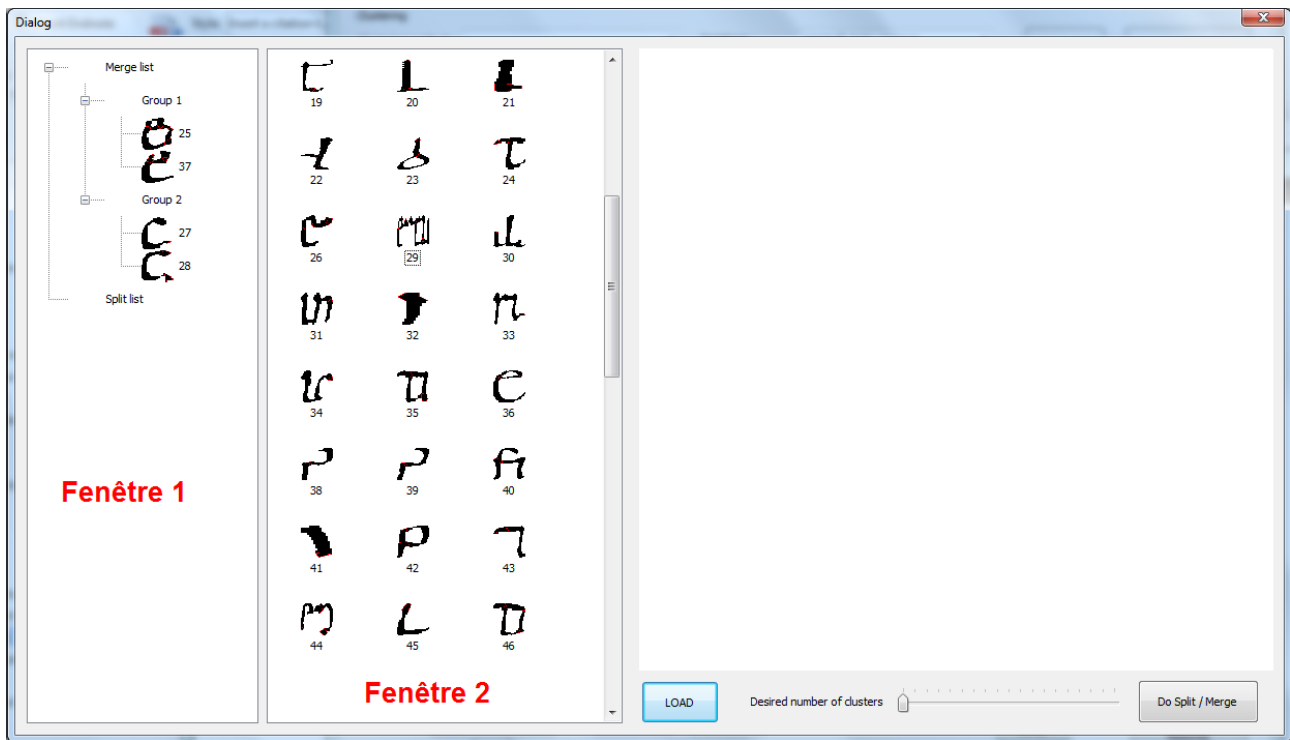 Dialog
Merge list
Group 1
25
37
Group 2
27
28
Split list
Fenêtre 1
19 20 21
22 23 24
26 29 30
31 32 33
34 35 36
38 39 40
41 42 43
44 45 46
Fenêtre 2
LOAD Desired number of clusters Do Split / Merge